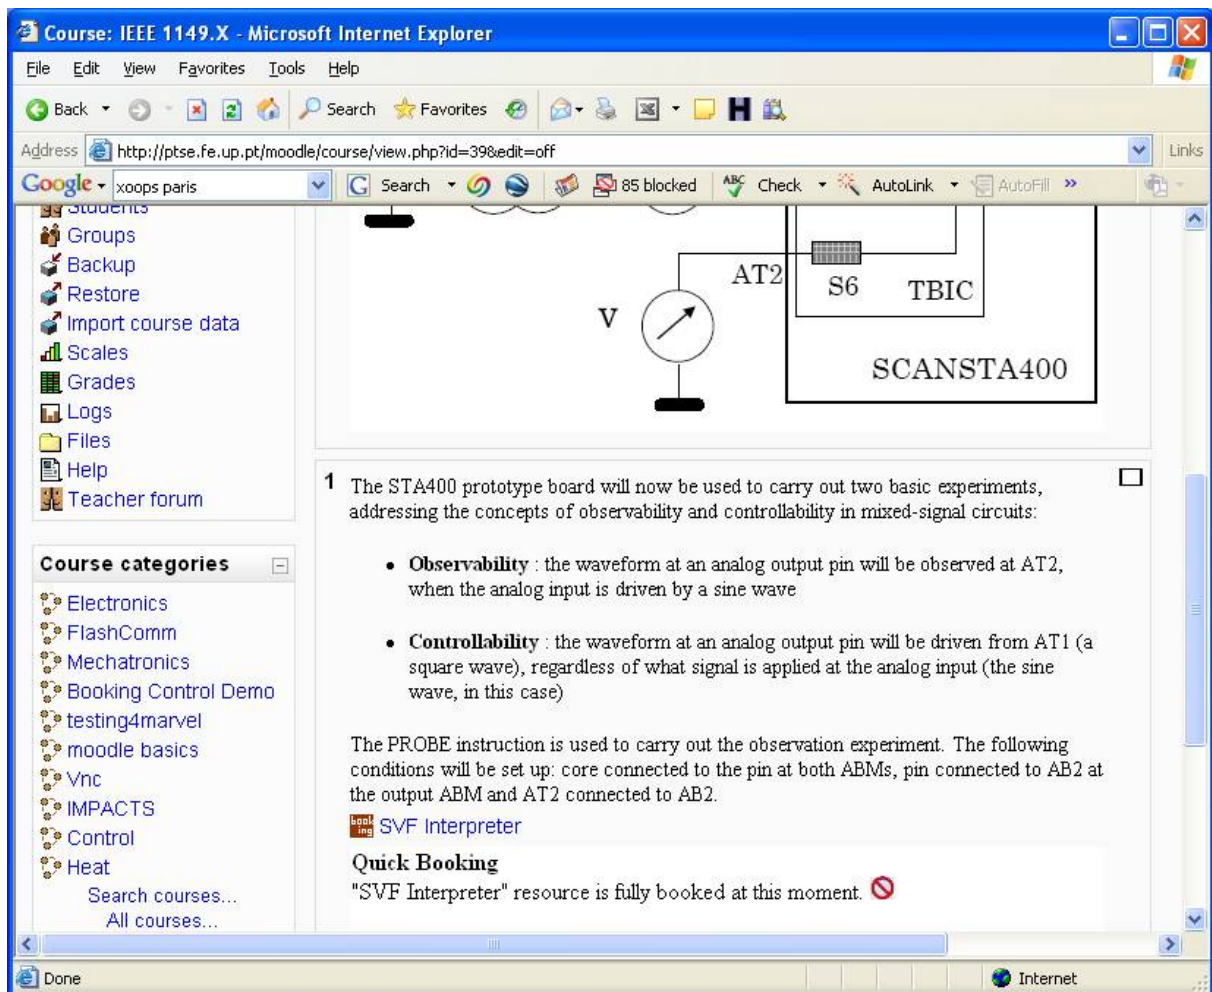 Course: IEEE 1149.X - Microsoft Internet Explorer
File Edit View Favorites Tools Help
Back Search Favorites
Address http://ptse.fe.up.pt/moodle/course/view.php?id=39&edit=off Links
Google xoops paris G Search 85 blocked ABC Check AutoLink AutoFill »
Students
Groups
Backup
Restore
Import course data
Scales
Grades
Logs
Files
Help
Teacher forum
Course categories
Electronics
FlashComm
Mechatronics
Booking Control Demo
testing4marvel
moodle basics
Vnc
IMPACTS
Control
Heat
Search courses...
All courses...
AT2
S6
TBIC
V
SCANSTA400
1 The STA400 prototype board will now be used to carry out two basic experiments,
addressing the concepts of observability and controllability in mixed-signal circuits:
• Observability : the waveform at an analog output pin will be observed at AT2,
when the analog input is driven by a sine wave
• Controllability : the waveform at an analog output pin will be driven from AT1 (a
square wave), regardless of what signal is applied at the analog input (the sine
wave, in this case)
The PROBE instruction is used to carry out the observation experiment. The following
conditions will be set up: core connected to the pin at both ABMs, pin connected to AB2 at
the output ABM and AT2 connected to AB2.
book ing SVF Interpreter
Quick Booking
"SVF Interpreter" resource is fully booked at this moment.
Done Internet